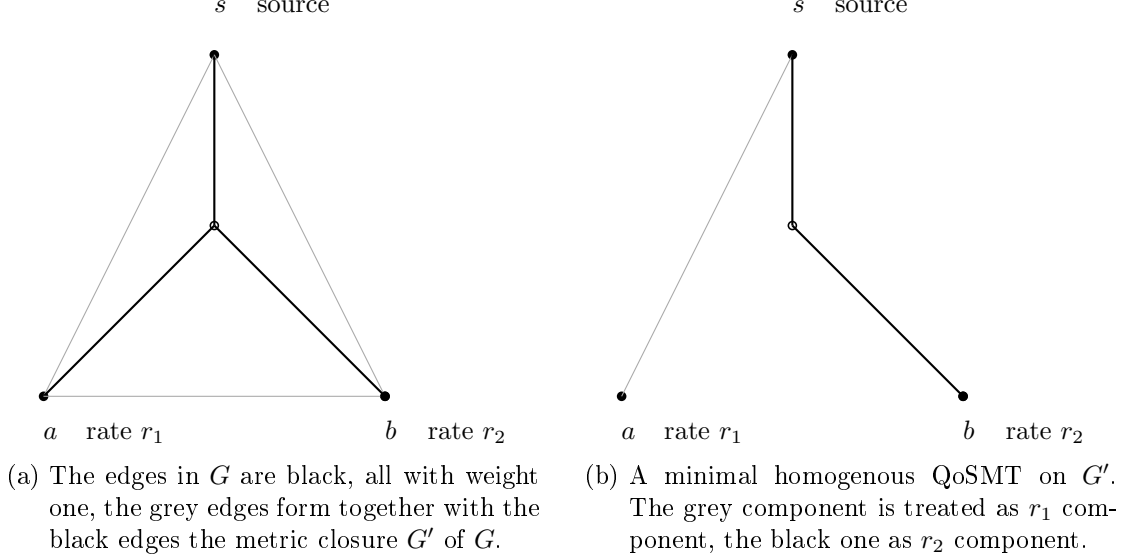 s source
s source
a rate r₁
b rate r₂
a rate r₁
b rate r₂
(a) The edges in G are black, all with weight
one, the grey edges form together with the
black edges the metric closure G′ of G.
(b) A minimal homogenous QoSMT on G′.
The grey component is treated as r₁ com-
ponent, the black one as r₂ component.